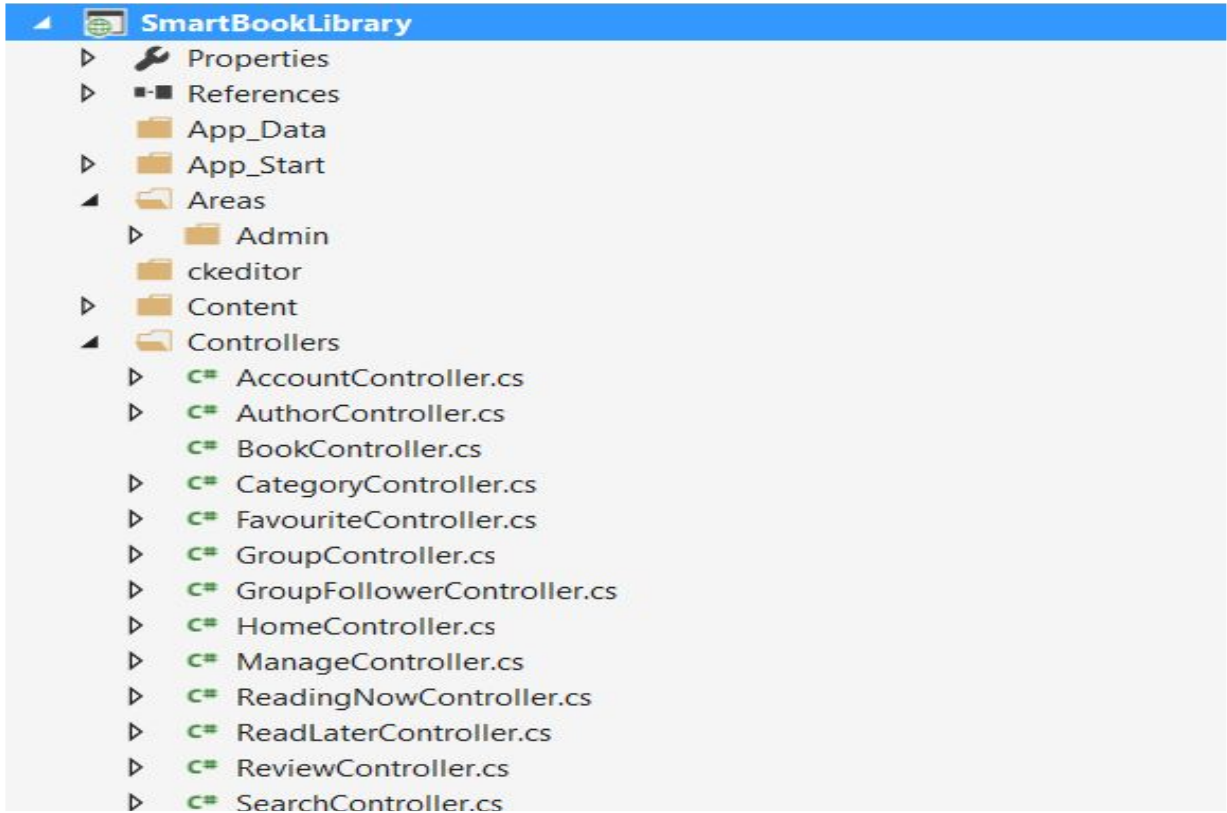 SmartBookLibrary
Properties
References
App_Data
App_Start
Areas
Admin
ckeditor
Content
Controllers
C# AccountController.cs
C# AuthorController.cs
C# BookController.cs
C# CategoryController.cs
C# FavouriteController.cs
C# GroupController.cs
C# GroupFollowerController.cs
C# HomeController.cs
C# ManageController.cs
C# ReadingNowController.cs
C# ReadLaterController.cs
C# ReviewController.cs
C# SearchController.cs